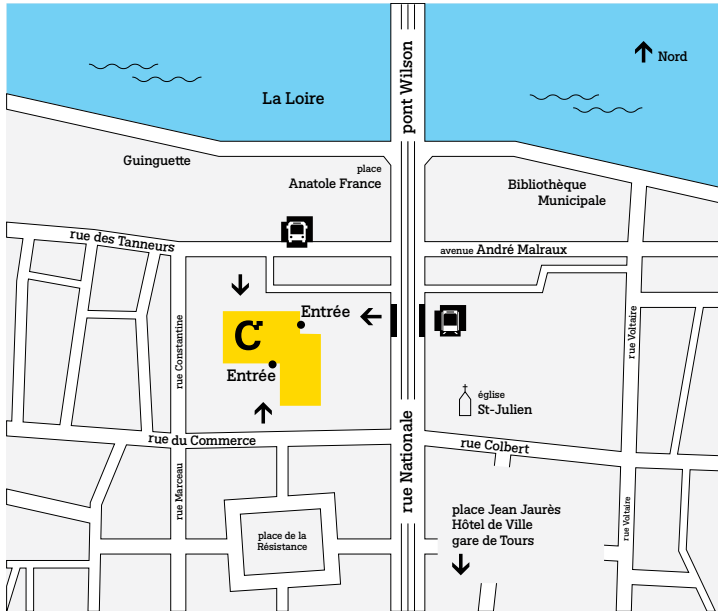 Nord
pont Wilson
La Loire
Guinguette
place
Anatole France
Bibliothèque
Municipale
rue des Tanneurs
avenue André Malraux
rue Constantine
Entrée
C
rue Voltaire
Entrée
église
St-Julien
rue du Commerce
rue Nationale
rue Colbert
rue Marceau
place de la
Résistance
place Jean Jaurès
Hôtel de Ville
gare de Tours
rue Voltaire